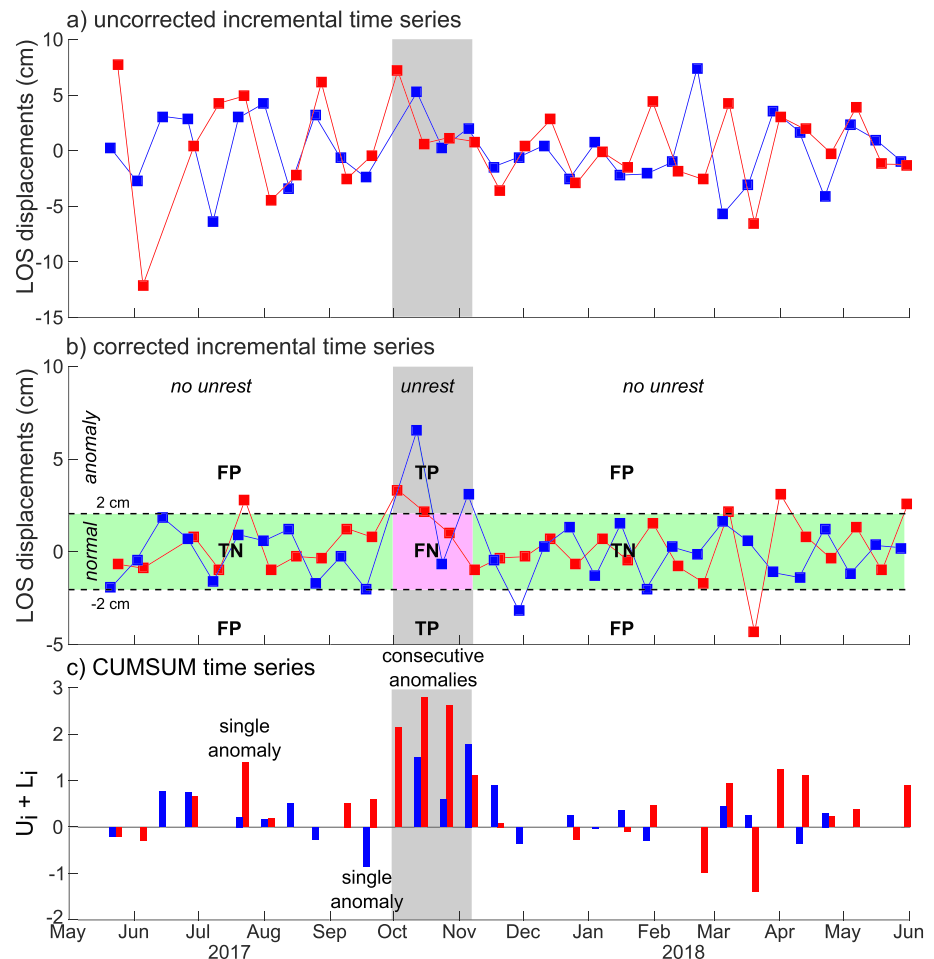 a) uncorrected incremental time series
LOS displacements (cm)
10
5
0
-5
-10
-15
b) corrected incremental time series
LOS displacements (cm)
10
5
0
-5
anomaly
normal
no unrest
unrest
no unrest
FP
TP
FP
2 cm
TN
FN
TN
-2 cm
FP
TP
FP
c) CUMSUM time series
consecutive
anomalies
Ui + Li
3
2
1
0
-1
-2
single
anomaly
single
anomaly
May
Jun
Jul
Aug
Sep
Oct
Nov
Dec
Jan
Feb
Mar
Apr
May
Jun
2017
2018